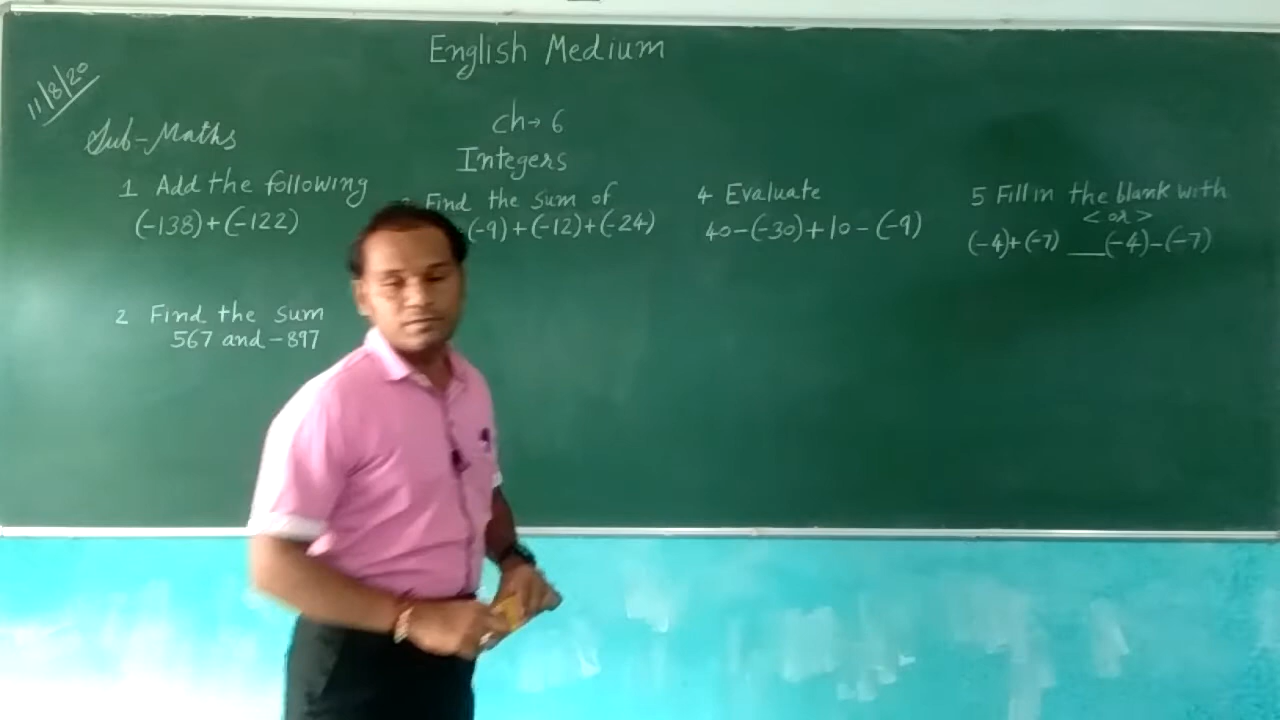 English Medium
11/8/20
Sub-Maths
ch→ 6
Integers
1 Add the following
(-138)+(-122)
2 Find the sum
567 and -897
Find the sum of
(-9)+(-12)+(-24)
4 Evaluate
40-(-30)+10-(-9)
5 Fill in the blank with
< or >
(-4)+(-7) __(-4)-(-7)